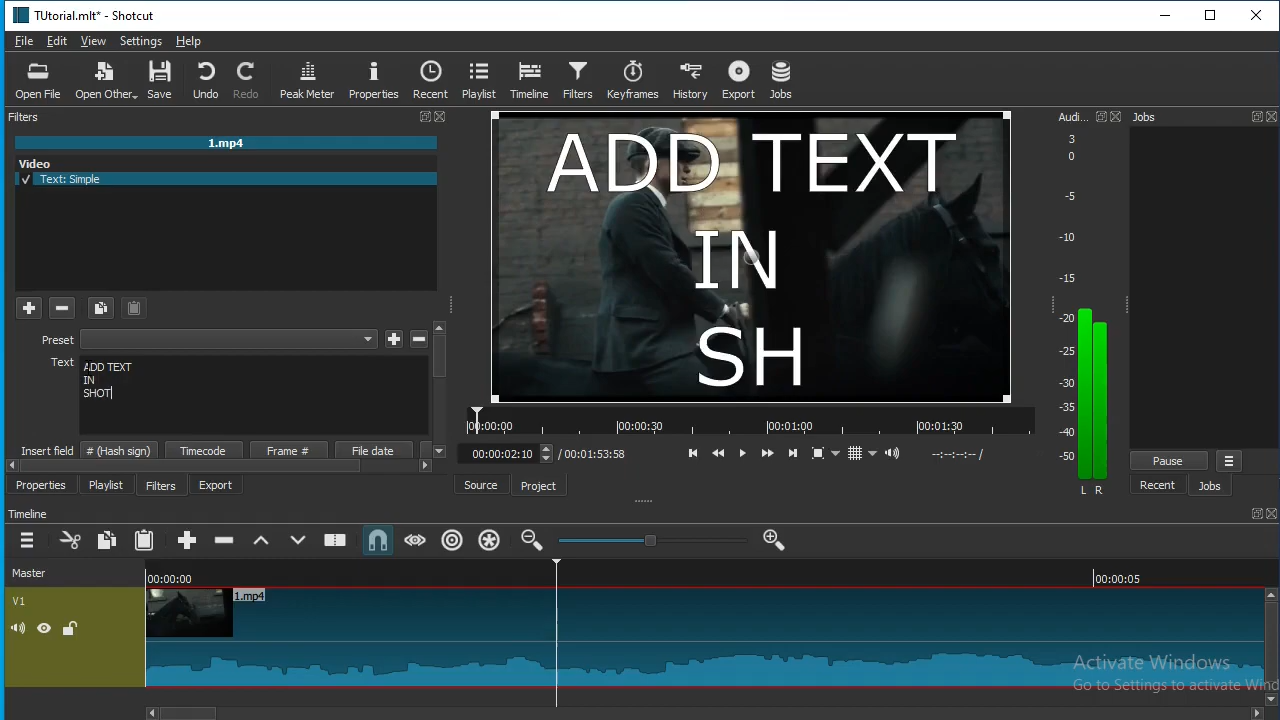 TUtorial.mlt* - Shotcut
File Edit View Settings Help
Open File Open Other... Save Undo Redo Peak Meter Properties Recent Playlist Timeline Filters Keyframes History Export Jobs
Filters
1.mp4
Video
Text: Simple
Preset
Text
ADD TEXT
IN
SHOT
Insert field # (Hash sign) Timecode Frame # File date
Properties Playlist Filters Export
ADD TEXT
IN
SH
00:00:00 00:00:30 00:01:00 00:01:30
00:00:02:10 / 00:01:53:58 --:--:--:-- /
Source Project
Audi...
3
0
-5
-10
-15
-20
-25
-30
-35
-40
-50
L R
Jobs
Pause
Recent Jobs
Timeline
Master
00:00:00 00:00:05
V1
1.mp4
Activate Windows
Go to Settings to activate Wind